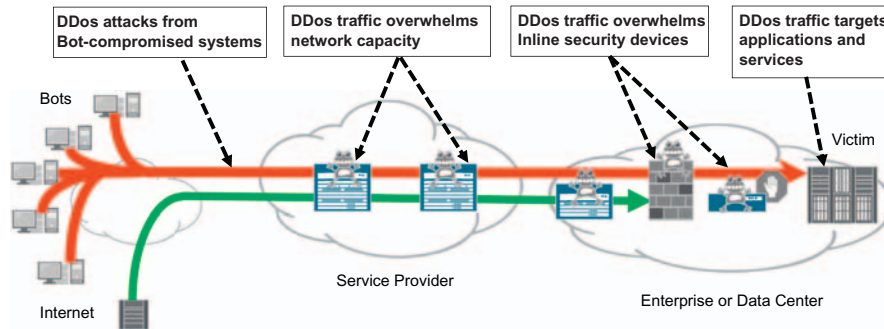 DDos attacks from
Bot-compromised systems
DDos traffic overwhelms
network capacity
DDos traffic overwhelms
Inline security devices
DDos traffic targets
applications and
services
Bots
Victim
Service Provider
Internet
Enterprise or Data Center